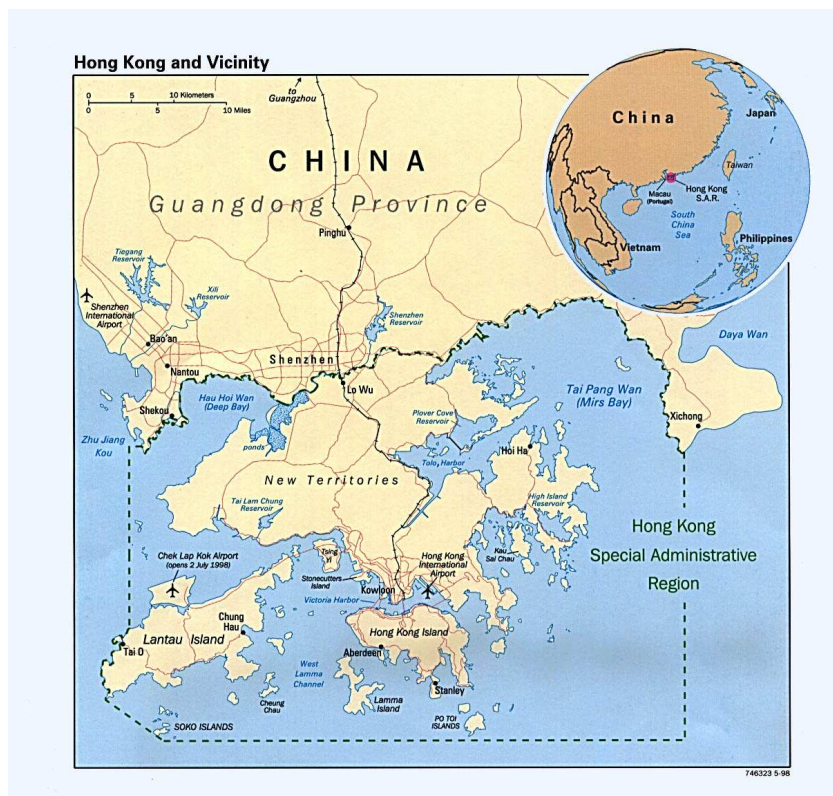 Hong Kong and Vicinity
0 5 10 Kilometers
0 5 10 Miles
to
Guangzhou
CHINA
Guangdong Province
Pinghu
Tiegang
Reservoir
Xili
Reservoir
Shenzhen
International
Airport
Shenzhen
Reservoir
Bao'an
Nantou
Shenzhen
Shekou
Lo Wu
Hau Hoi Wan
(Deep Bay)
Zhu Jiang
Kou
ponds
Plover Cove
Reservoir
Tolo Harbor
Tai Pang Wan
(Mirs Bay)
Daya Wan
Xichong
Hoi Ha
New Territories
Tai Lam Chung
Reservoir
High Island
Reservoir
Kau
Sai Chau
Hong Kong
Special Administrative
Region
Chek Lap Kok Airport
(opens 2 July 1998)
Tsing
Yi
Stonecutters
Island
Hong Kong
International
Airport
Victoria Harbor
Kowloon
Chung
Hau
Lantau Island
Tai O
Hong Kong Island
Aberdeen
West
Lamma
Channel
Stanley
Cheung
Chau
Lamma
Island
PO TOI
ISLANDS
SOKO ISLANDS
China
Japan
Taiwan
Macau
(Portugal)
Hong Kong
S.A.R.
South
China
Sea
Vietnam
Philippines
746323 5-98